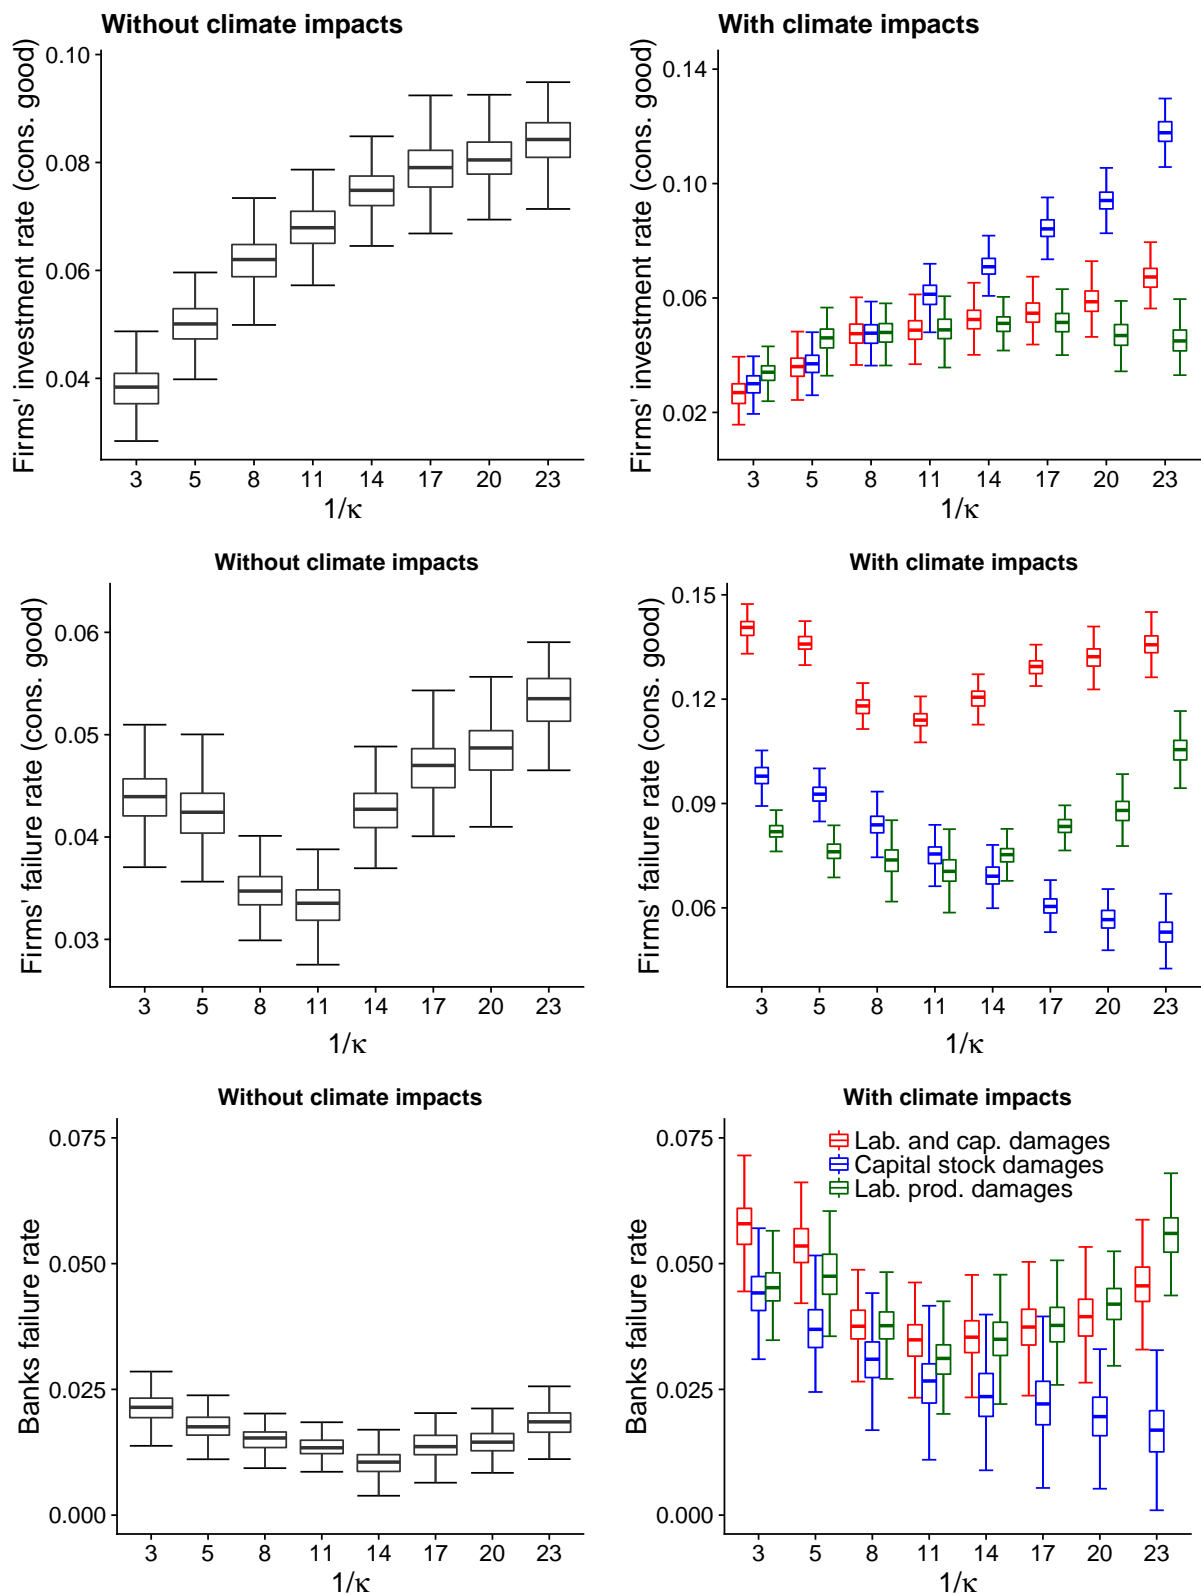 Without climate impacts
Firms' investment rate (cons. good)
0.10
0.08
0.06
0.04
3 5 8 11 14 17 20 23
1/κ
With climate impacts
Firms' investment rate (cons. good)
0.14
0.10
0.06
0.02
3 5 8 11 14 17 20 23
1/κ
Without climate impacts
Firms' failure rate (cons. good)
0.06
0.05
0.04
0.03
3 5 8 11 14 17 20 23
1/κ
With climate impacts
Firms' failure rate (cons. good)
0.15
0.12
0.09
0.06
3 5 8 11 14 17 20 23
1/κ
Without climate impacts
Banks failure rate
0.075
0.050
0.025
0.000
3 5 8 11 14 17 20 23
1/κ
With climate impacts
Banks failure rate
0.075
0.050
0.025
0.000
Lab. and cap. damages
Capital stock damages
Lab. prod. damages
3 5 8 11 14 17 20 23
1/κ